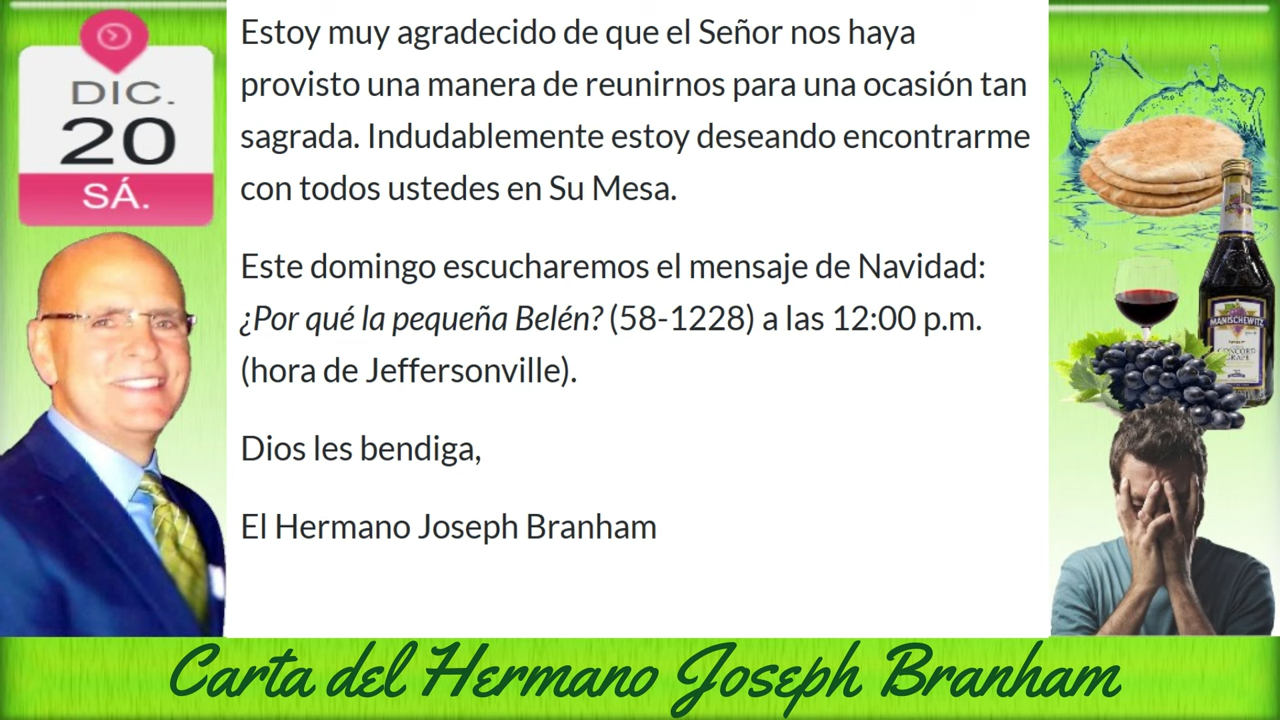 DIC.
20
SÁ.
Estoy muy agradecido de que el Señor nos haya
provisto una manera de reunirnos para una ocasión tan
sagrada. Indudablemente estoy deseando encontrarme
con todos ustedes en Su Mesa.
Este domingo escucharemos el mensaje de Navidad:
¿Por qué la pequeña Belén? (58-1228) a las 12:00 p.m.
(hora de Jeffersonville).
Dios les bendiga,
El Hermano Joseph Branham
MANISCHEWITZ
CONCORD
GRAPE
Carta del Hermano Joseph Branham